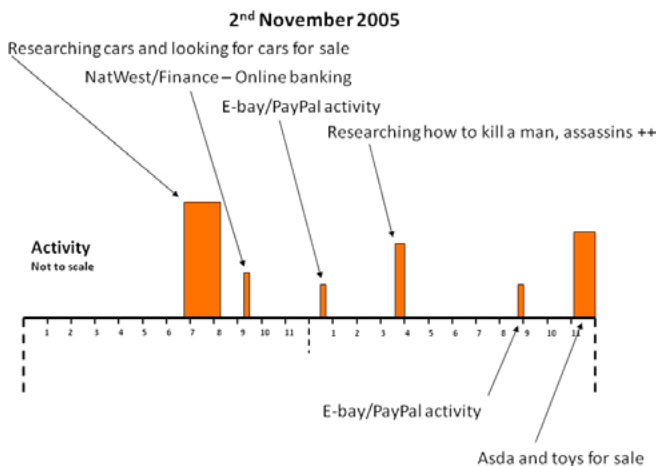 2nd November 2005
Researching cars and looking for cars for sale
NatWest/Finance – Online banking
E-bay/PayPal activity
Researching how to kill a man, assassins ++
Activity
Not to scale
1 2 3 4 5 6 7 8 9 10 11 1 2 3 4 5 6 7 8 9 10 11
E-bay/PayPal activity
Asda and toys for sale